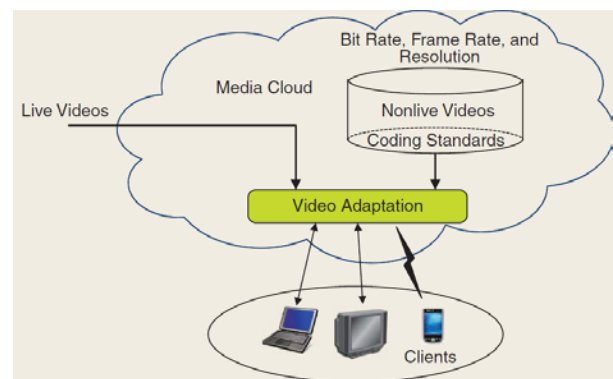 Bit Rate, Frame Rate, and
Resolution
Media Cloud
Live Videos
Nonlive Videos
Coding Standards
Video Adaptation
Clients